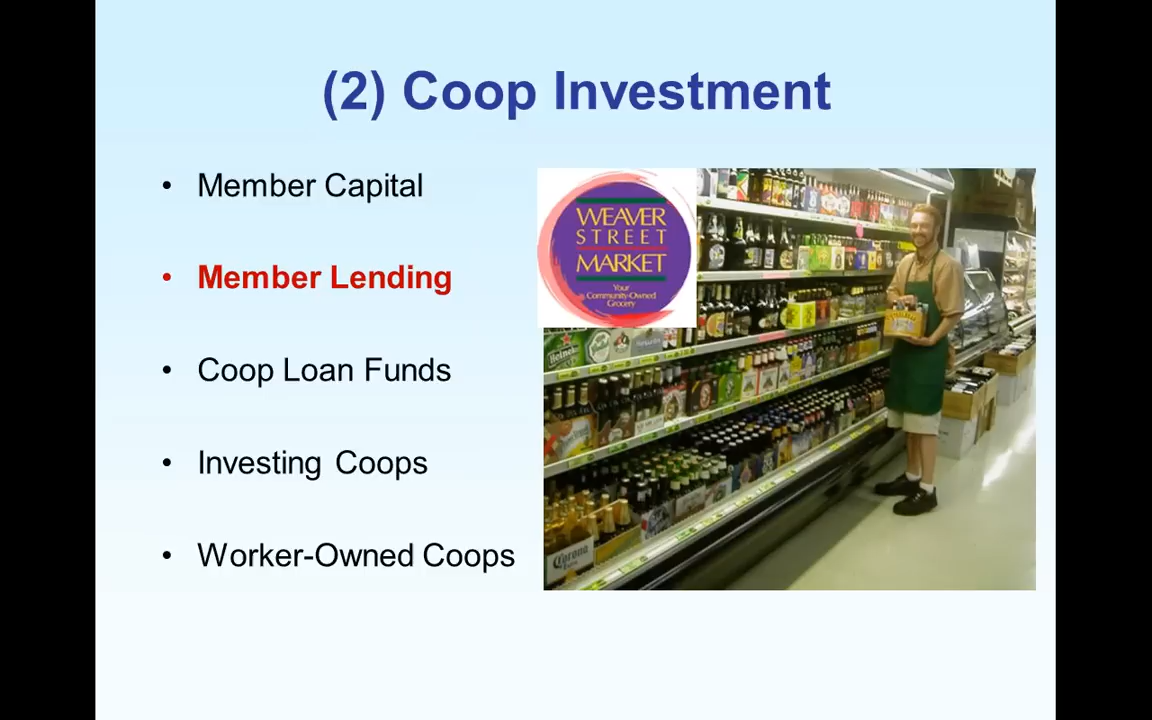 (2) Coop Investment
• Member Capital
• Member Lending
• Coop Loan Funds
• Investing Coops
• Worker-Owned Coops
WEAVER
STREET
MARKET
Your
Community-Owned
Grocery
Heineken
Corona